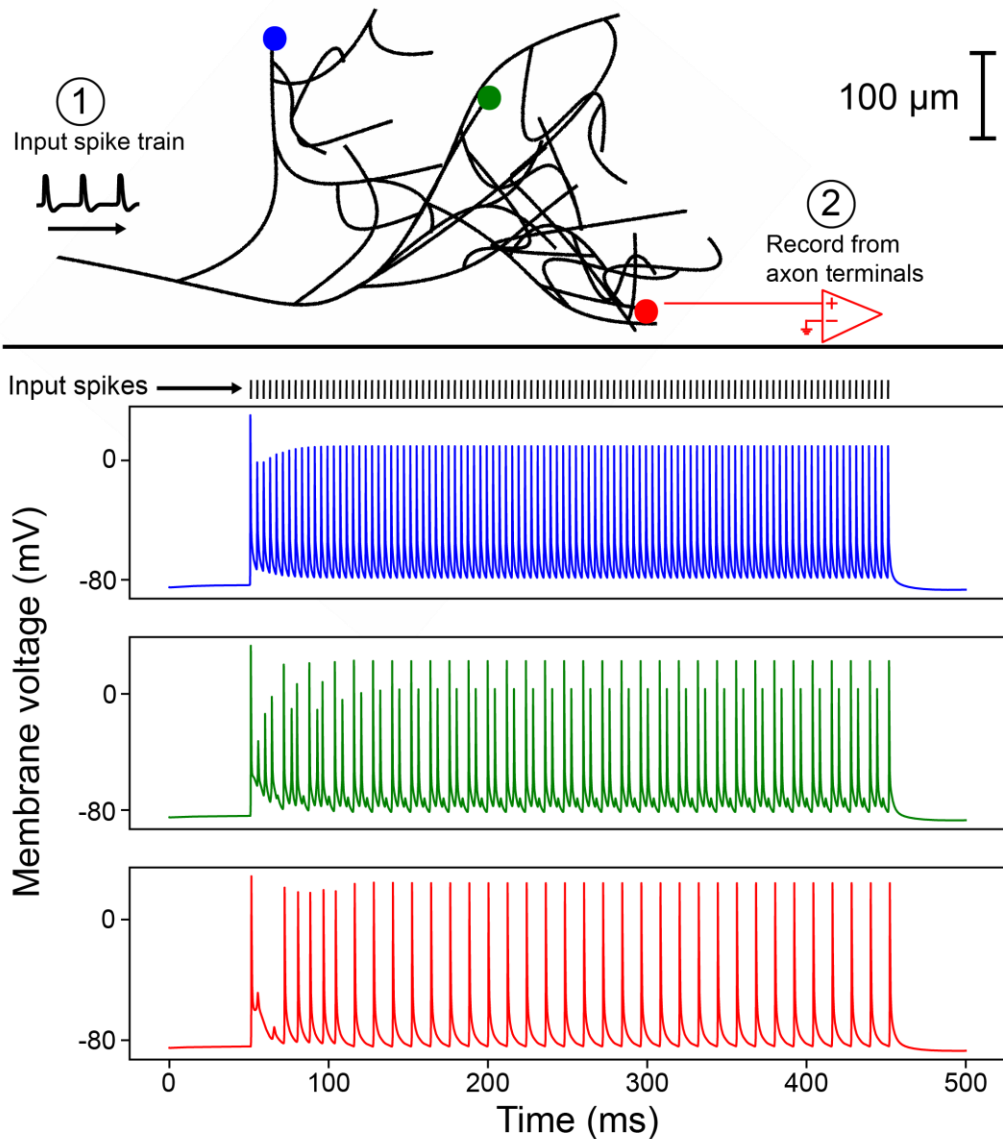 1
Input spike train
100 µm
2
Record from
axon terminals
+
−
Input spikes
Membrane voltage (mV)
0
-80
0
-80
0
-80
0
100
200
300
400
500
Time (ms)